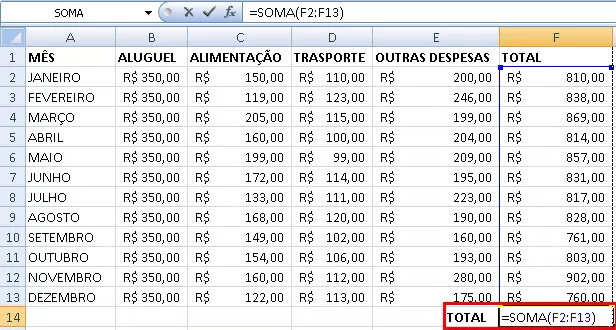 SOMA fx =SOMA(F2:F13)
A B C D E F
1 MÊS ALUGUEL ALIMENTAÇÃO TRASPORTE OUTRAS DESPESAS TOTAL
2 JANEIRO R$ 350,00 R$ 150,00 R$ 110,00 R$ 200,00 R$ 810,00
3 FEVEREIRO R$ 350,00 R$ 119,00 R$ 123,00 R$ 246,00 R$ 838,00
4 MARÇO R$ 350,00 R$ 205,00 R$ 115,00 R$ 199,00 R$ 869,00
5 ABRIL R$ 350,00 R$ 160,00 R$ 100,00 R$ 204,00 R$ 814,00
6 MAIO R$ 350,00 R$ 199,00 R$ 99,00 R$ 209,00 R$ 857,00
7 JUNHO R$ 350,00 R$ 172,00 R$ 114,00 R$ 195,00 R$ 831,00
8 JULHO R$ 350,00 R$ 133,00 R$ 111,00 R$ 223,00 R$ 817,00
9 AGOSTO R$ 350,00 R$ 168,00 R$ 120,00 R$ 190,00 R$ 828,00
10 SETEMBRO R$ 350,00 R$ 149,00 R$ 102,00 R$ 160,00 R$ 761,00
11 OUTUBRO R$ 350,00 R$ 154,00 R$ 106,00 R$ 193,00 R$ 803,00
12 NOVEMBRO R$ 350,00 R$ 160,00 R$ 112,00 R$ 280,00 R$ 902,00
13 DEZEMBRO R$ 350,00 R$ 122,00 R$ 113,00 R$ 175,00 R$ 760,00
14 TOTAL =SOMA(F2:F13)